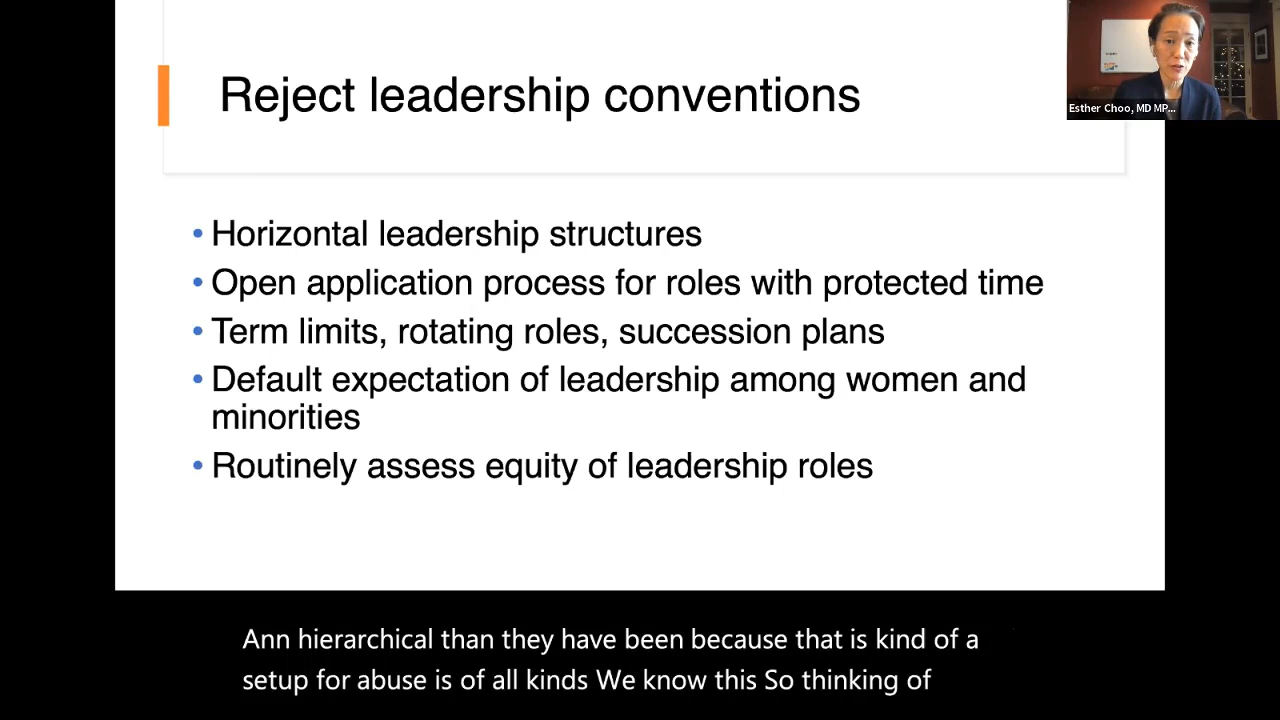 Reject leadership conventions
Esther Choo, MD MP...
• Horizontal leadership structures
• Open application process for roles with protected time
• Term limits, rotating roles, succession plans
• Default expectation of leadership among women and
minorities
• Routinely assess equity of leadership roles
Ann hierarchical than they have been because that is kind of a
setup for abuse is of all kinds We know this So thinking of